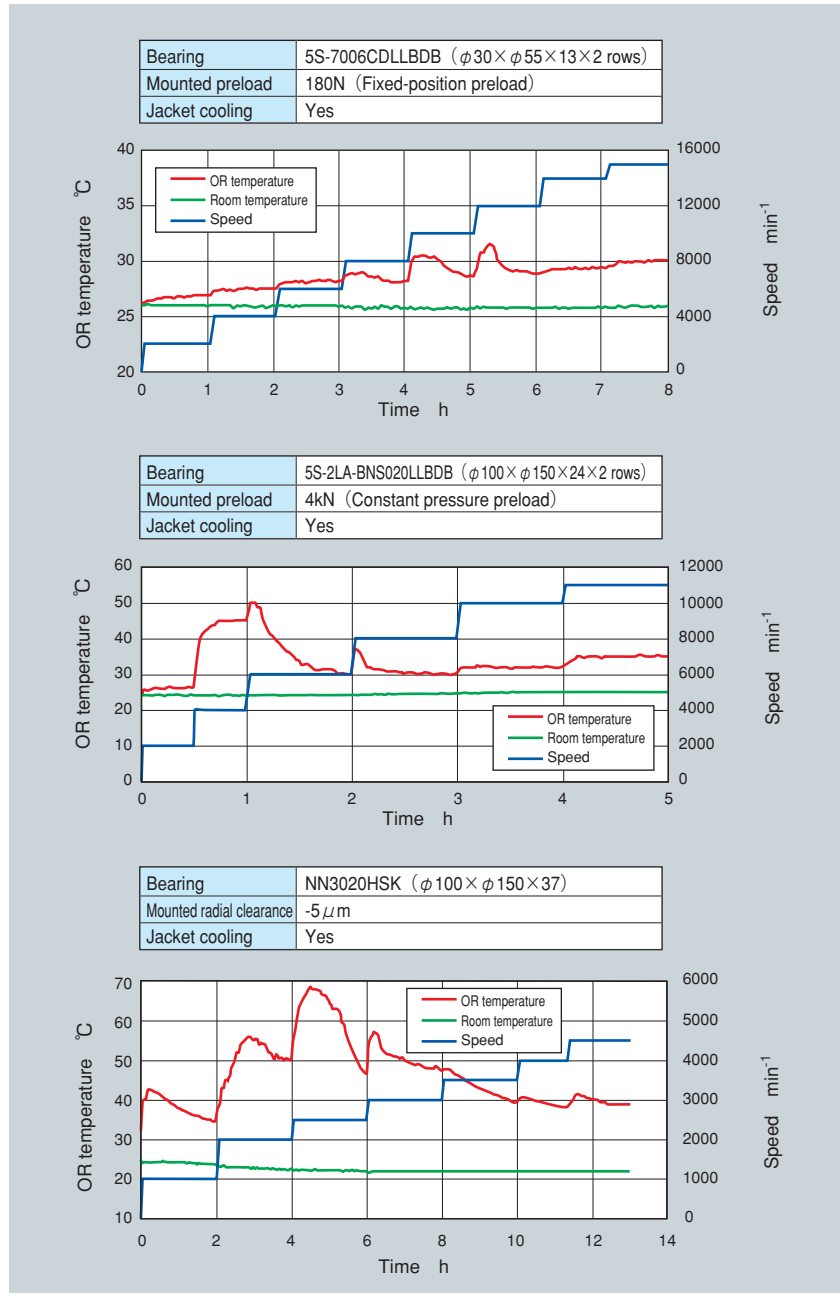 Bearing 5S-7006CDLLBDB（φ30×φ55×13×2 rows）
Mounted preload 180N（Fixed-position preload）
Jacket cooling Yes
40 16000
35 12000
30 8000
25 4000
20 0
OR temperature
Room temperature
Speed
OR temperature ℃
Speed min-1
0 1 2 3 4 5 6 7 8
Time h
Bearing 5S-2LA-BNS020LLBDB（φ100×φ150×24×2 rows）
Mounted preload 4kN（Constant pressure preload）
Jacket cooling Yes
60 12000
50 10000
40 8000
30 6000
20 4000
10 2000
0 0
OR temperature
Room temperature
Speed
OR temperature ℃
Speed min-1
0 1 2 3 4 5
Time h
Bearing NN3020HSK（φ100×φ150×37）
Mounted radial clearance -5μm
Jacket cooling Yes
70 6000
60 5000
50 4000
40 3000
30 2000
20 1000
10 0
OR temperature
Room temperature
Speed
OR temperature ℃
Speed min-1
0 2 4 6 8 10 12 14
Time h